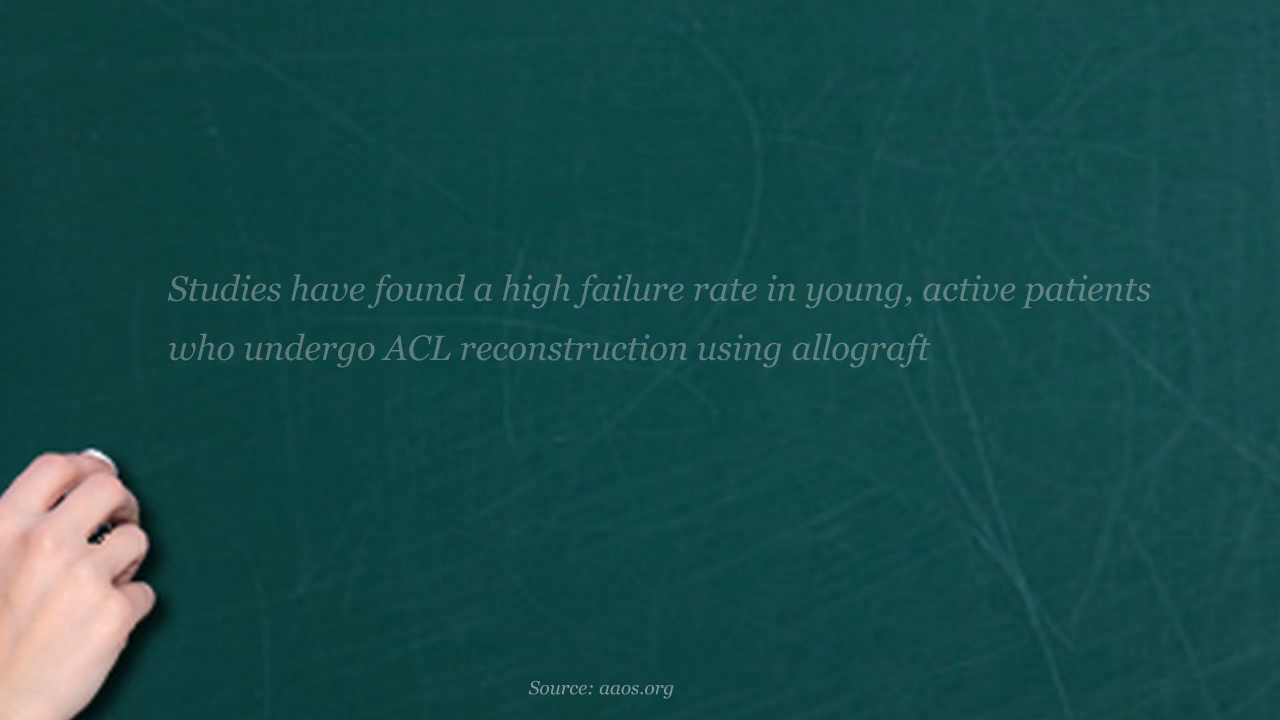 Studies have found a high failure rate in young, active patients
who undergo ACL reconstruction using allograft
Source: aaos.org